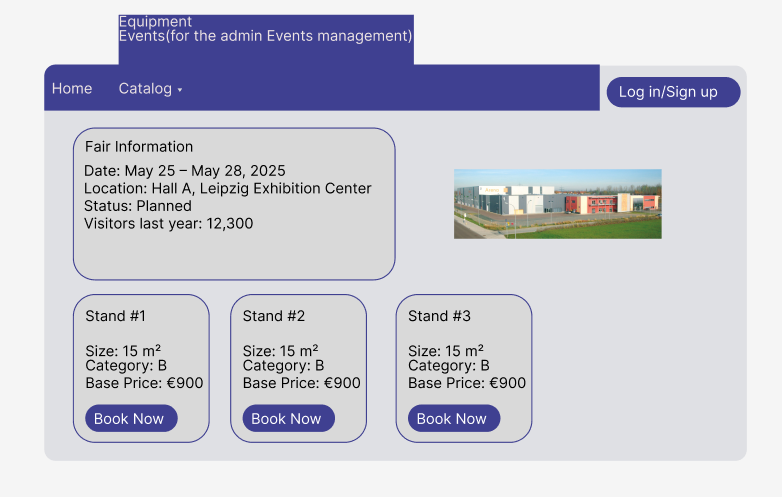 Equipment
Events(for the admin Events management)
Home
Catalog
Log in/Sign up
Fair Information
Date: May 25 – May 28, 2025
Location: Hall A, Leipzig Exhibition Center
Status: Planned
Visitors last year: 12,300
Stand #1
Size: 15 m²
Category: B
Base Price: €900
Book Now
Stand #2
Size: 15 m²
Category: B
Base Price: €900
Book Now
Stand #3
Size: 15 m²
Category: B
Base Price: €900
Book Now